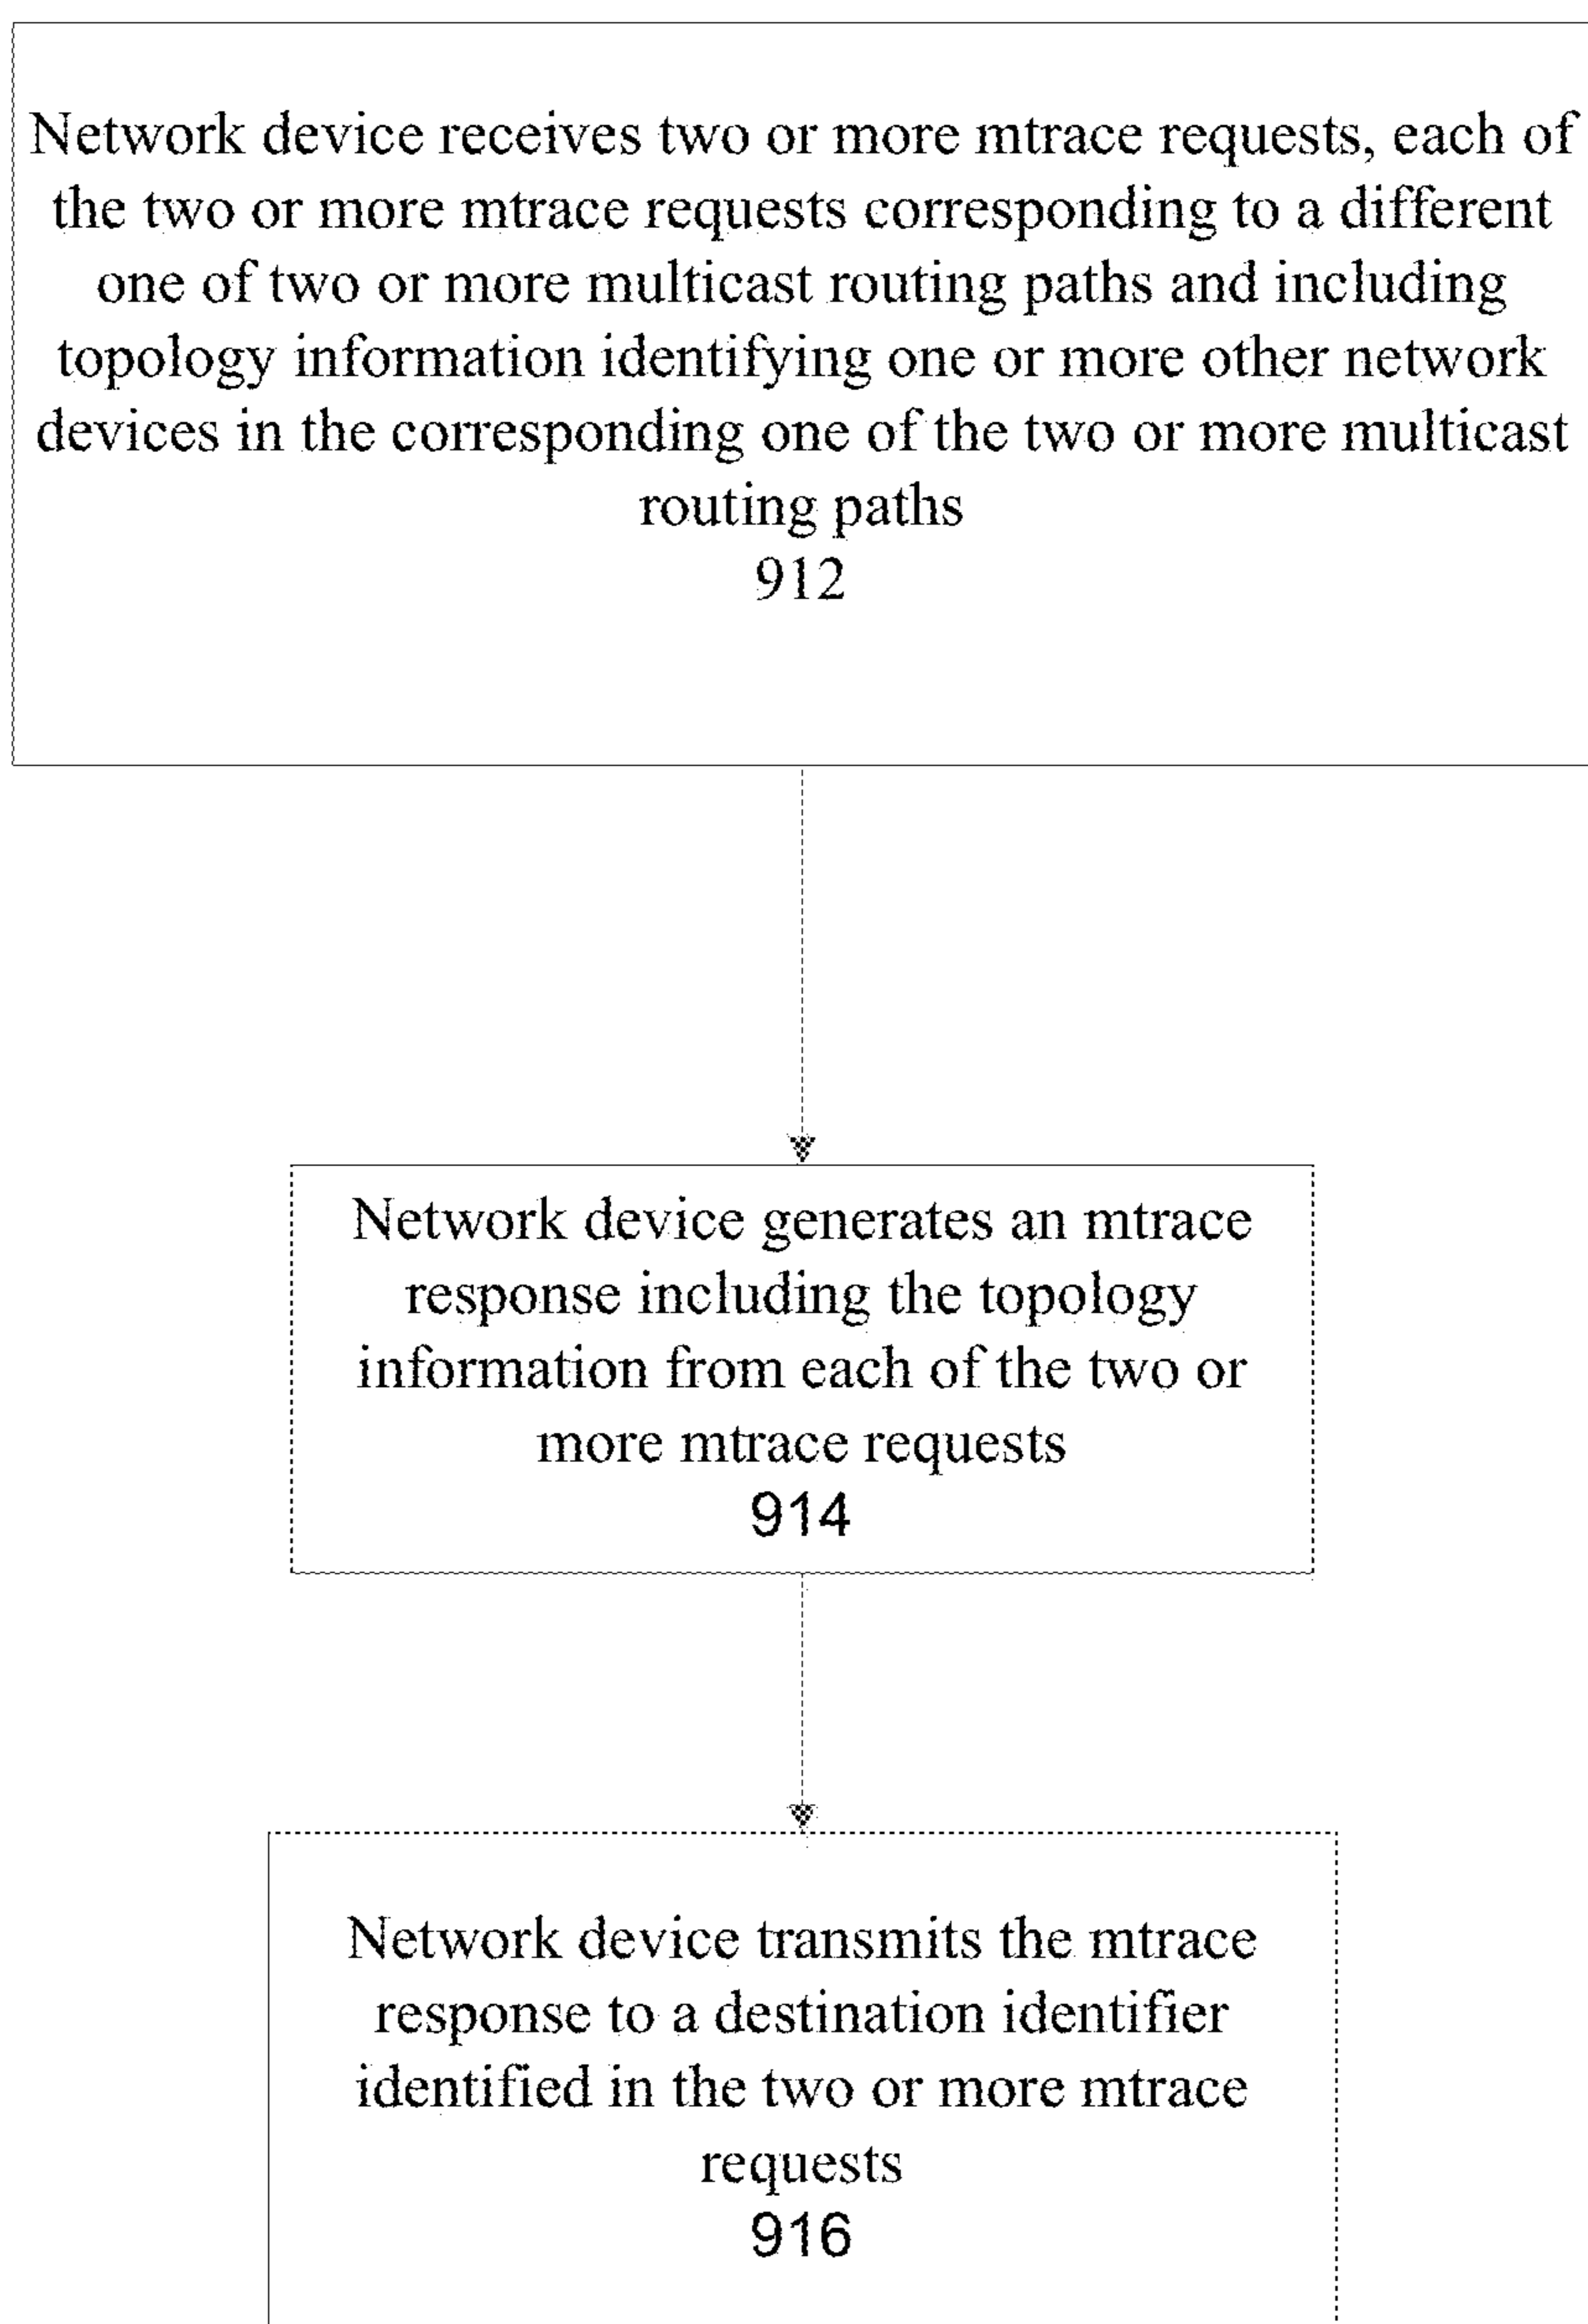 Network device receives two or more mtrace requests, each of
the two or more mtrace requests corresponding to a different
one of two or more multicast routing paths and including
topology information identifying one or more other network
devices in the corresponding one of the two or more multicast
routing paths
912
Network device generates an mtrace
response including the topology
information from each of the two or
more mtrace requests
914
Network device transmits the mtrace
response to a destination identifier
identified in the two or more mtrace
requests
916